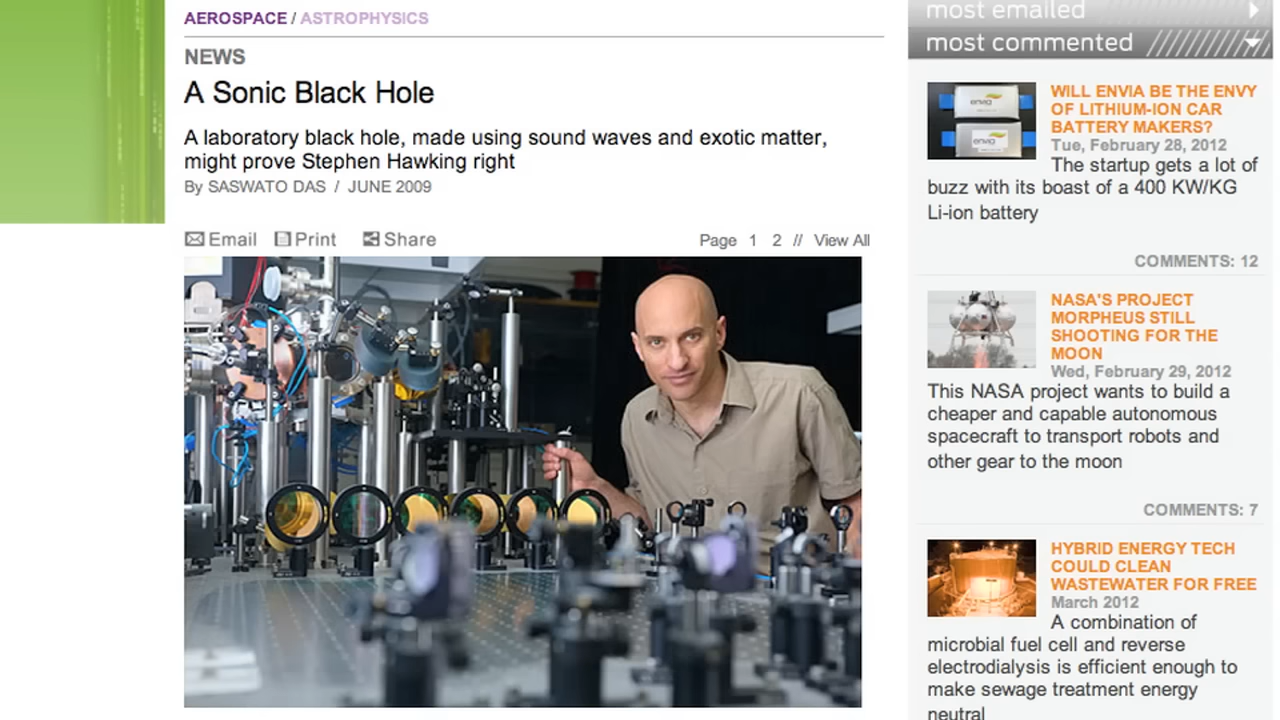 AEROSPACE / ASTROPHYSICS
NEWS
A Sonic Black Hole
A laboratory black hole, made using sound waves and exotic matter,
might prove Stephen Hawking right
By SASWATO DAS / JUNE 2009
Email Print Share
Page 1 2 // View All
most emailed
most commented
envia
envia
WILL ENVIA BE THE ENVY
OF LITHIUM-ION CAR
BATTERY MAKERS?
Tue, February 28, 2012
The startup gets a lot of
buzz with its boast of a 400 KW/KG
Li-ion battery
COMMENTS: 12
NASA'S PROJECT
MORPHEUS STILL
SHOOTING FOR THE
MOON
Wed, February 29, 2012
This NASA project wants to build a
cheaper and capable autonomous
spacecraft to transport robots and
other gear to the moon
COMMENTS: 7
HYBRID ENERGY TECH
COULD CLEAN
WASTEWATER FOR FREE
March 2012
A combination of
microbial fuel cell and reverse
electrodialysis is efficient enough to
make sewage treatment energy
neutral